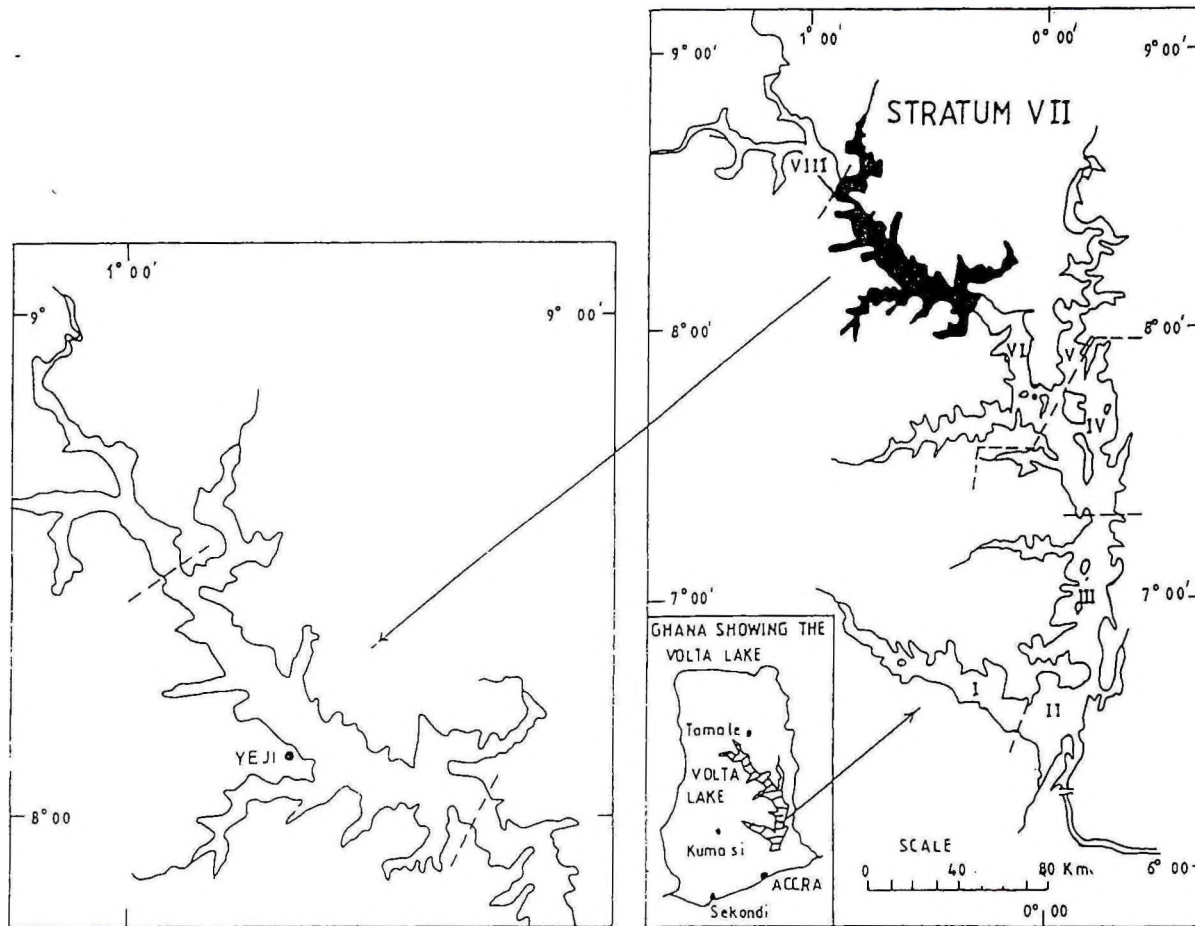 1° 00′
9°
9° 00′
YEJI
8° 00
1° 00′
0° 00′
9° 00′
9° 00′
STRATUM VII
VIII
8° 00′
8° 00′
VI
V
IV
7° 00′
7° 00′
III
I
II
GHANA SHOWING THE
VOLTA LAKE
Tamale
VOLTA
LAKE
Kumasi
ACCRA
Sekondi
SCALE
0 40 80 Km.
6° 00′
0° 00′